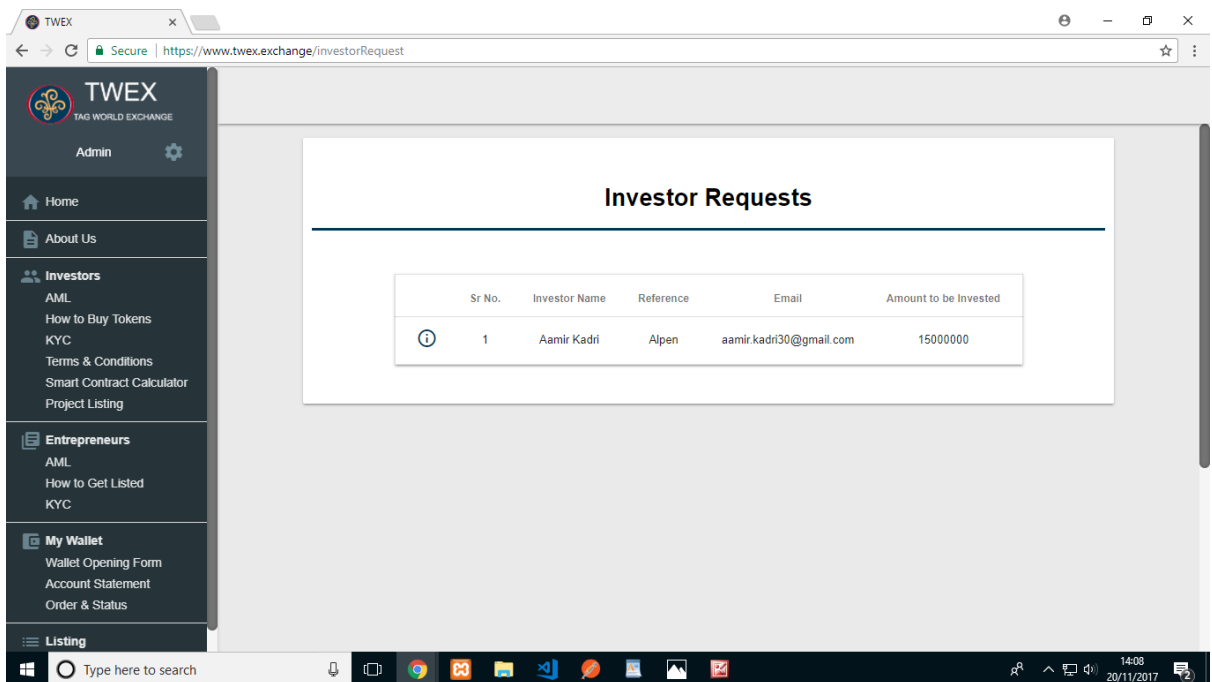 TWEX
Secure | https://www.twex.exchange/investorRequest
TWEX
TAG WORLD EXCHANGE
Admin
Home
About Us
Investors
AML
How to Buy Tokens
KYC
Terms & Conditions
Smart Contract Calculator
Project Listing
Entrepreneurs
AML
How to Get Listed
KYC
My Wallet
Wallet Opening Form
Account Statement
Order & Status
Listing
Investor Requests
Sr No. Investor Name Reference Email Amount to be Invested
1 Aamir Kadri Alpen aamir.kadri30@gmail.com 15000000
Type here to search
14:08
20/11/2017
2